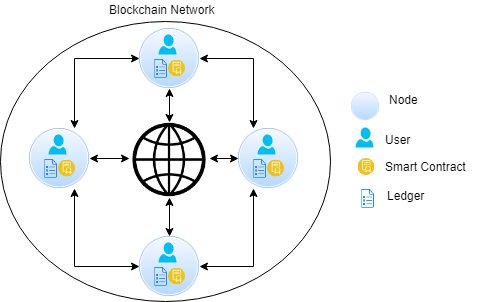 Blockchain Network
Node
User
Smart Contract
Ledger